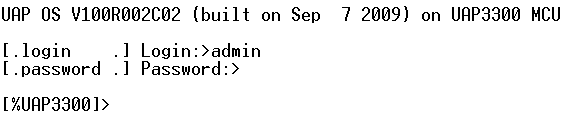 UAP OS V100R002C02 (built on Sep  7 2009) on UAP3300 MCU
[.login    .] Login:>admin
[.password .] Password:>
[%UAP3300]>